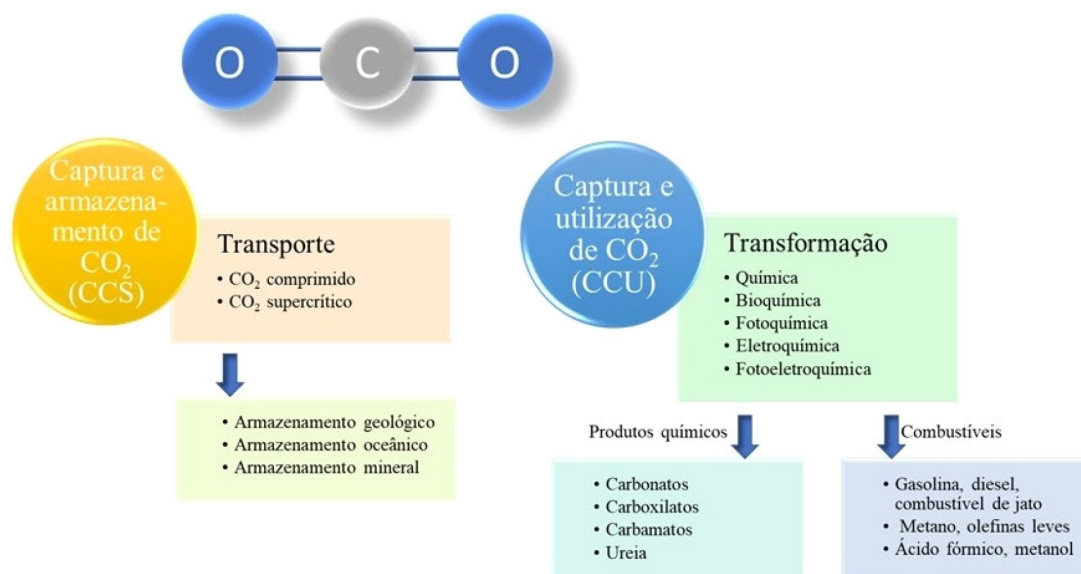 O C O
Captura e
armazena-
mento de
CO₂
(CCS)
Transporte
• CO₂ comprimido
• CO₂ supercrítico
• Armazenamento geológico
• Armazenamento oceânico
• Armazenamento mineral
Captura e
utilização
de CO₂
(CCU)
Transformação
• Química
• Bioquímica
• Fotoquímica
• Eletroquímica
• Fotoeletroquímica
Produtos químicos
• Carbonatos
• Carboxilatos
• Carbamatos
• Ureia
Combustíveis
• Gasolina, diesel,
combustível de jato
• Metano, olefinas leves
• Ácido fórmico, metanol